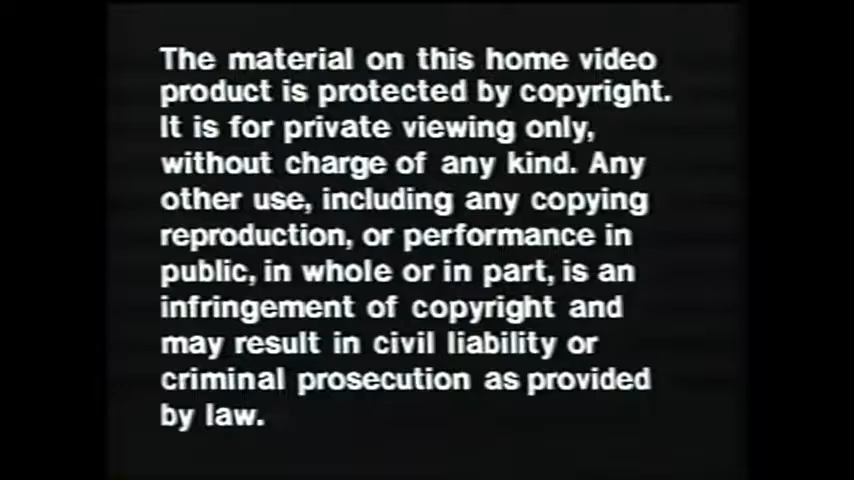 The material on this home video
product is protected by copyright.
It is for private viewing only,
without charge of any kind. Any
other use, including any copying
reproduction, or performance in
public, in whole or in part, is an
infringement of copyright and
may result in civil liability or
criminal prosecution as provided
by law.